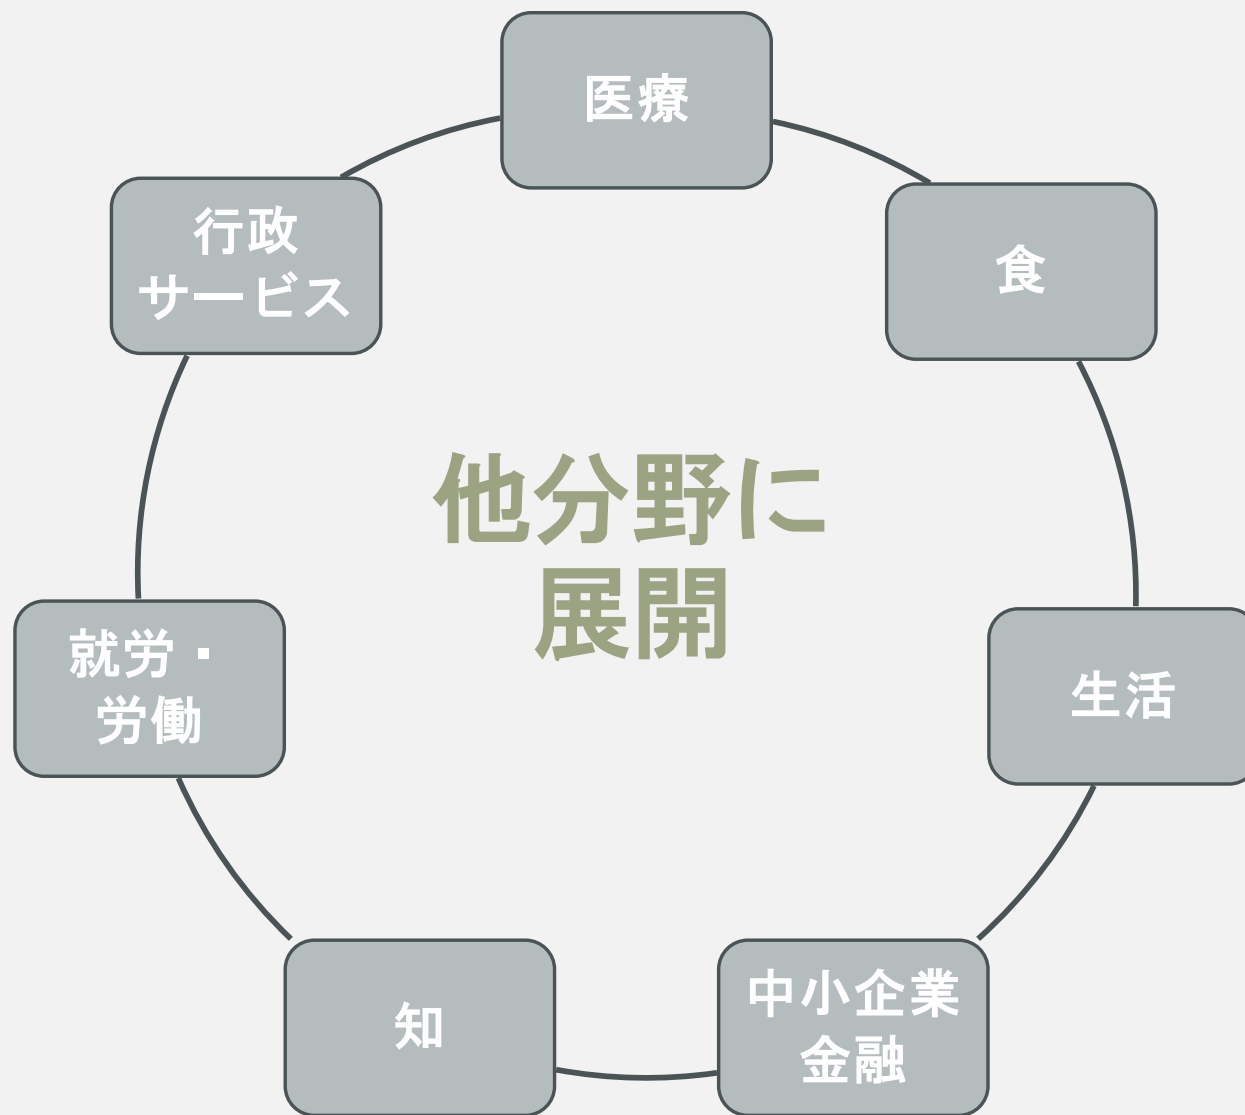 医療
食
生活
中小企業
金融
知
就労・
労働
行政
サービス
他分野に
展開